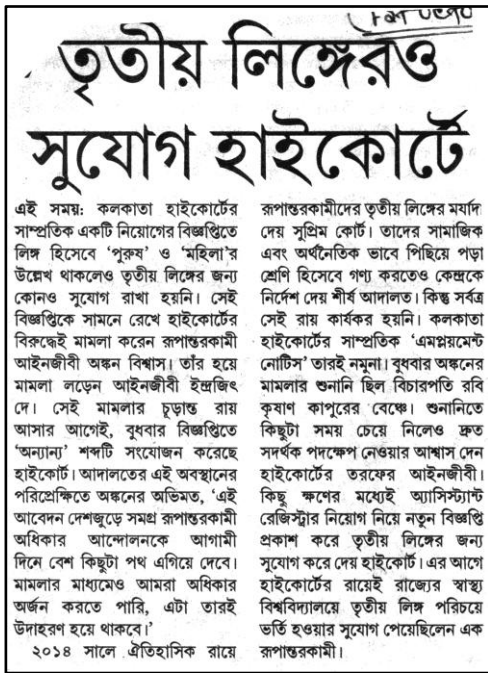 তৃতীয় লিঙ্গেরও
সুযোগ হাইকোর্টে
এই সময়: কলকাতা হাইকোর্টের
সাম্প্রতিক একটি নিয়োগের বিজ্ঞপ্তিতে
লিঙ্গ হিসেবে ‘পুরুষ’ ও ‘মহিলা’র
উল্লেখ থাকলেও তৃতীয় লিঙ্গের জন্য
কোনও সুযোগ রাখা হয়নি। সেই
বিজ্ঞপ্তিকে সামনে রেখে হাইকোর্টের
বিরুদ্ধেই মামলা করেন রূপান্তরকামী
আইনজীবী অঙ্কন বিশ্বাস। তাঁর হয়ে
মামলা লড়েন আইনজীবী ইন্দ্রজিৎ
দে। সেই মামলার চূড়ান্ত রায়
আসার আগেই, বুধবার বিজ্ঞপ্তিতে
‘অন্যান্য’ শব্দটি সংযোজন করেছে
হাইকোর্ট। আদালতের এই অবস্থানের
পরিপ্রেক্ষিতে অঙ্কনের অভিমত, ‘এই
আবেদন দেশজুড়ে সমগ্র রূপান্তরকামী
অধিকার আন্দোলনকে আগামী
দিনে বেশ কিছুটা পথ এগিয়ে দেবে।
মামলার মাধ্যমেও আমরা অধিকার
অর্জন করতে পারি, এটা তারই
উদাহরণ হয়ে থাকবে।’
২০১৪ সালে ঐতিহাসিক রায়ে
রূপান্তরকামীদের তৃতীয় লিঙ্গের মর্যাদা
দেয় সুপ্রিম কোর্ট। তাদের সামাজিক
এবং অর্থনৈতিক ভাবে পিছিয়ে পড়া
শ্রেণি হিসেবে গণ্য করতেও কেন্দ্রকে
নির্দেশ দেয় শীর্ষ আদালত। কিন্তু সর্বত্র
সেই রায় কার্যকর হয়নি। কলকাতা
হাইকোর্টের সাম্প্রতিক ‘এমপ্লয়মেন্ট
নোটিস’ তারই নমুনা। বুধবার অঙ্কনের
মামলার শুনানি ছিল বিচারপতি রবি
কৃষাণ কাপুরের বেঞ্চে। শুনানিতে
কিছুটা সময় চেয়ে নিলেও দ্রুত
সদর্থক পদক্ষেপ নেওয়ার আশ্বাস দেন
হাইকোর্টের তরফের আইনজীবী।
কিছু ক্ষণের মধ্যেই অ্যাসিস্ট্যান্ট
রেজিস্ট্রার নিয়োগ নিয়ে নতুন বিজ্ঞপ্তি
প্রকাশ করে তৃতীয় লিঙ্গের জন্য
সুযোগ করে দেয় হাইকোর্ট। এর আগে
হাইকোর্টের রায়েই রাজ্যের স্বাস্থ্য
বিশ্ববিদ্যালয়ে তৃতীয় লিঙ্গ পরিচয়ে
ভর্তি হওয়ার সুযোগ পেয়েছিলেন এক
রূপান্তরকামী।